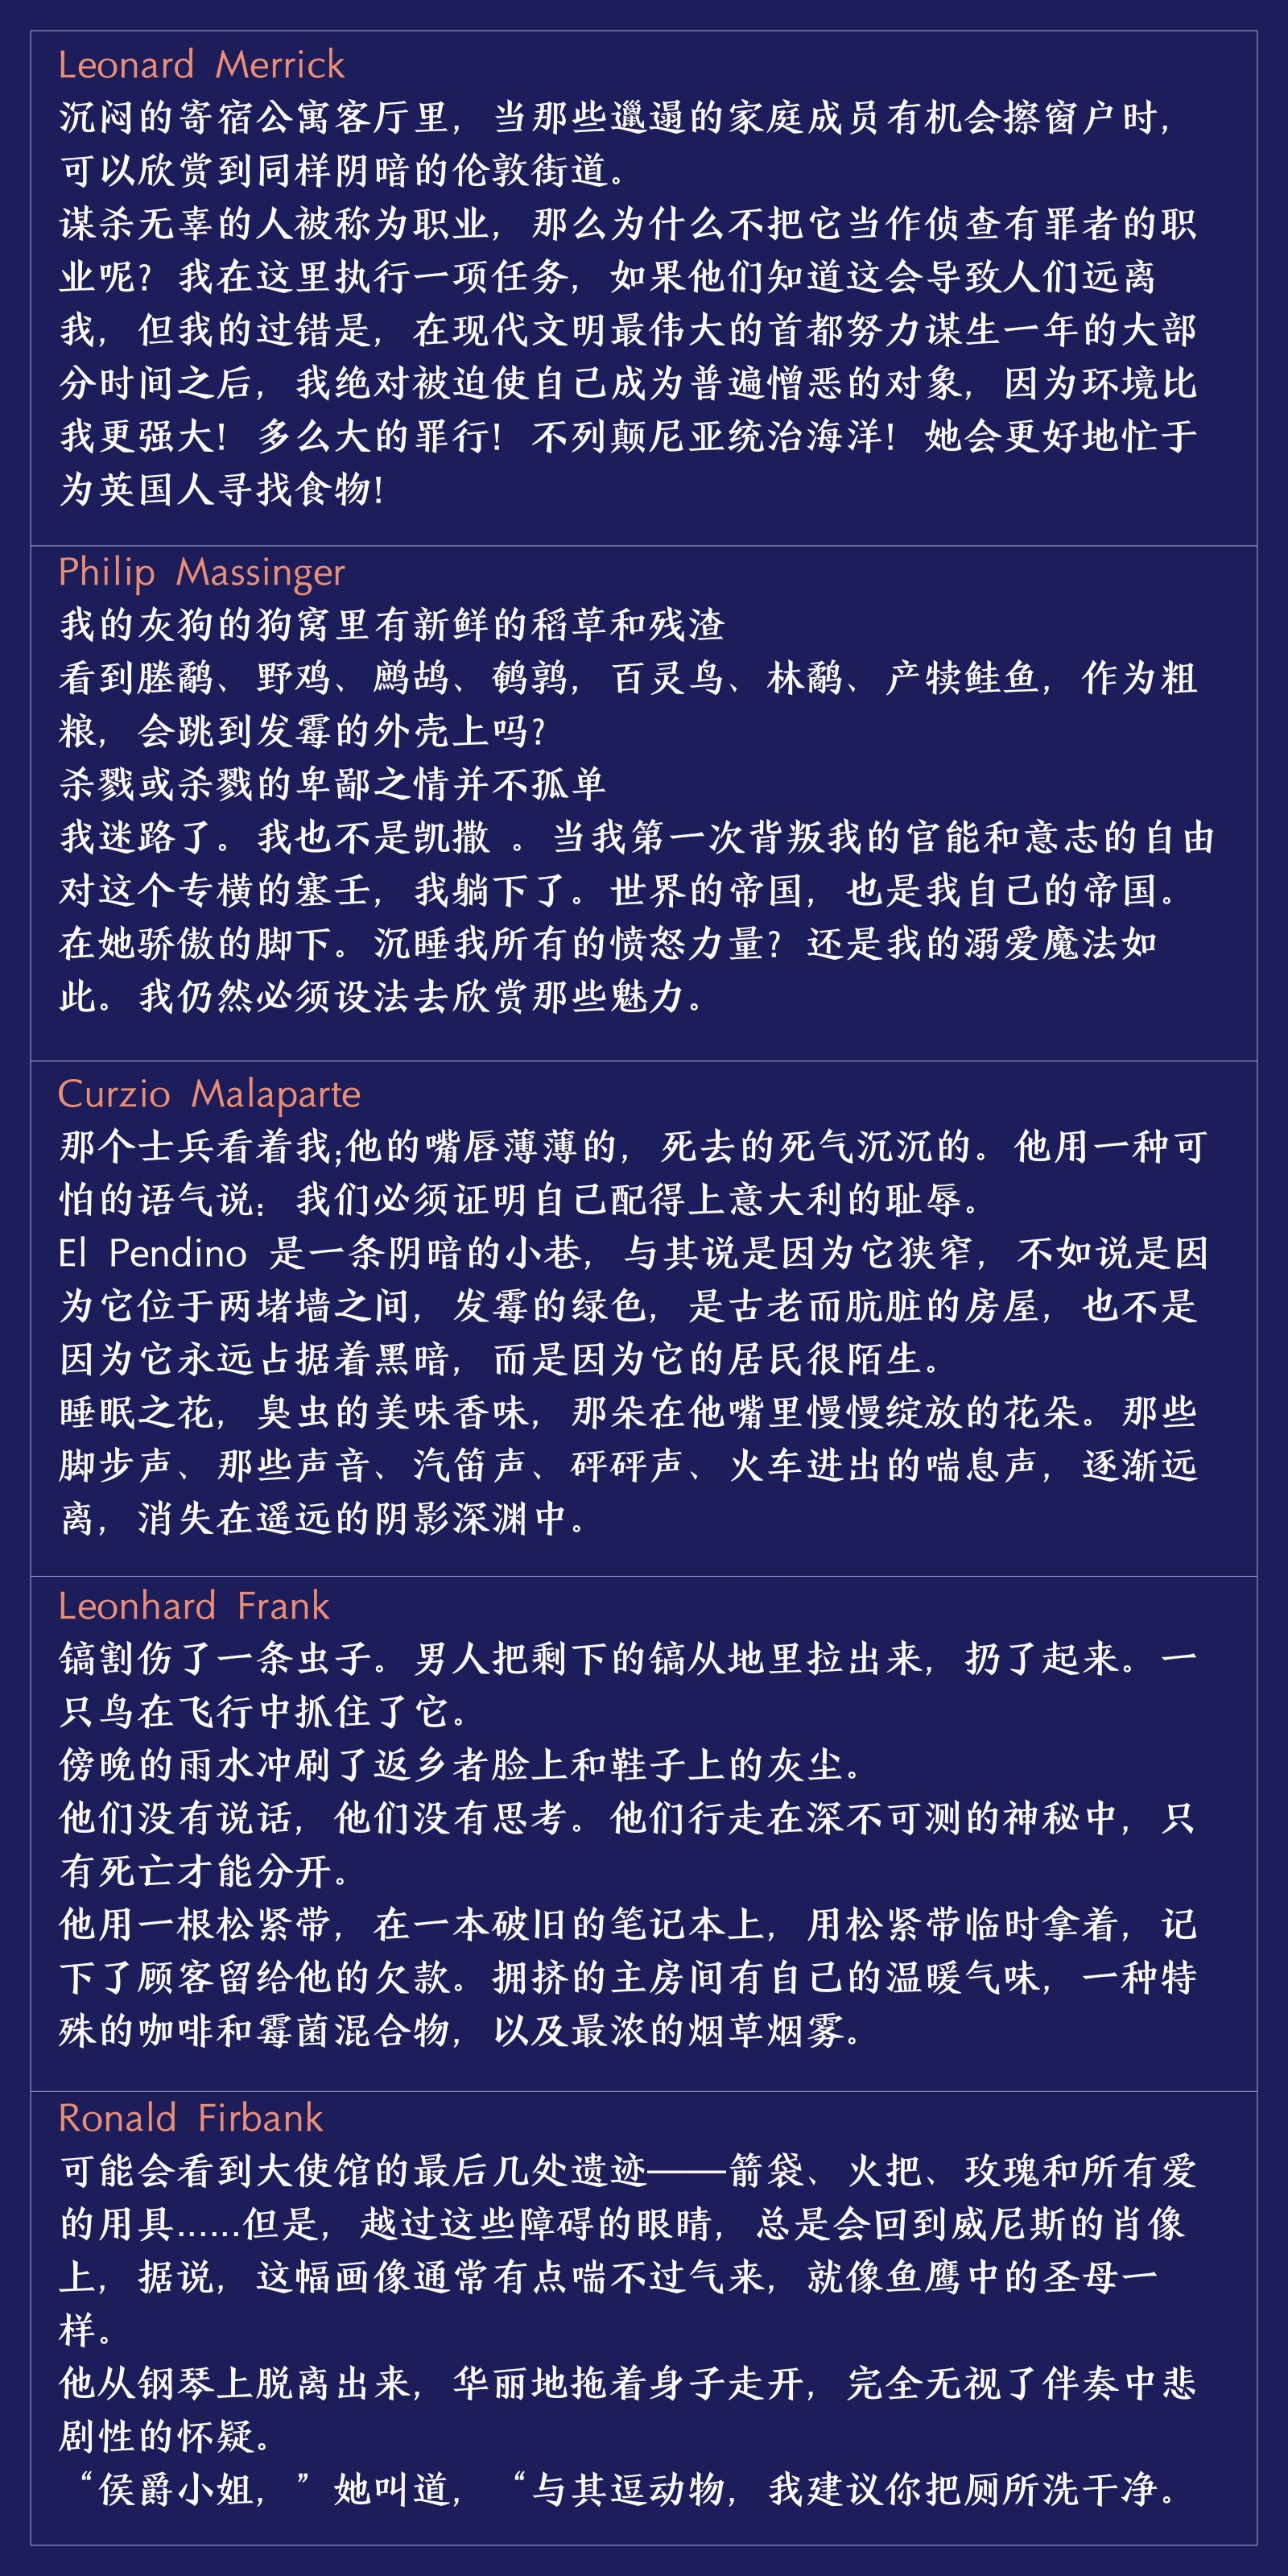 Leonard Merrick
沉闷的寄宿公寓客厅里，当那些邋遢的家庭成员有机会擦窗户时，
可以欣赏到同样阴暗的伦敦街道。
谋杀无辜的人被称为职业，那么为什么不把它当作侦查有罪者的职
业呢？我在这里执行一项任务，如果他们知道这会导致人们远离
我，但我的过错是，在现代文明最伟大的首都努力谋生一年的大部
分时间之后，我绝对被迫使自己成为普遍憎恶的对象，因为环境比
我更强大！多么大的罪行！不列颠尼亚统治海洋！她会更好地忙于
为英国人寻找食物！
Philip Massinger
我的灰狗的狗窝里有新鲜的稻草和残渣
看到塍鹬、野鸡、鹧鸪、鹌鹑，百灵鸟、林鹬、产犊鲑鱼，作为粗
粮，会跳到发霉的外壳上吗？
杀戮或杀戮的卑鄙之情并不孤单
我迷路了。我也不是凯撒 。当我第一次背叛我的官能和意志的自由
对这个专横的塞壬，我躺下了。世界的帝国，也是我自己的帝国。
在她骄傲的脚下。沉睡我所有的愤怒力量？还是我的溺爱魔法如
此。我仍然必须设法去欣赏那些魅力。
Curzio Malaparte
那个士兵看着我;他的嘴唇薄薄的，死去的死气沉沉的。他用一种可
怕的语气说：我们必须证明自己配得上意大利的耻辱。
El Pendino 是一条阴暗的小巷，与其说是因为它狭窄，不如说是因
为它位于两堵墙之间，发霉的绿色，是古老而肮脏的房屋，也不是
因为它永远占据着黑暗，而是因为它的居民很陌生。
睡眠之花，臭虫的美味香味，那朵在他嘴里慢慢绽放的花朵。那些
脚步声、那些声音、汽笛声、砰砰声、火车进出的喘息声，逐渐远
离，消失在遥远的阴影深渊中。
Leonhard Frank
镐割伤了一条虫子。男人把剩下的镐从地里拉出来，扔了起来。一
只鸟在飞行中抓住了它。
傍晚的雨水冲刷了返乡者脸上和鞋子上的灰尘。
他们没有说话，他们没有思考。他们行走在深不可测的神秘中，只
有死亡才能分开。
他用一根松紧带，在一本破旧的笔记本上，用松紧带临时拿着，记
下了顾客留给他的欠款。拥挤的主房间有自己的温暖气味，一种特
殊的咖啡和霉菌混合物，以及最浓的烟草烟雾。
Ronald Firbank
可能会看到大使馆的最后几处遗迹——箭袋、火把、玫瑰和所有爱
的用具……但是，越过这些障碍的眼睛，总是会回到威尼斯的肖像
上，据说，这幅画像通常有点喘不过气来，就像鱼鹰中的圣母一
样。
他从钢琴上脱离出来，华丽地拖着身子走开，完全无视了伴奏中悲
剧性的怀疑。
“侯爵小姐，”她叫道，“与其逗动物，我建议你把厕所洗干净。